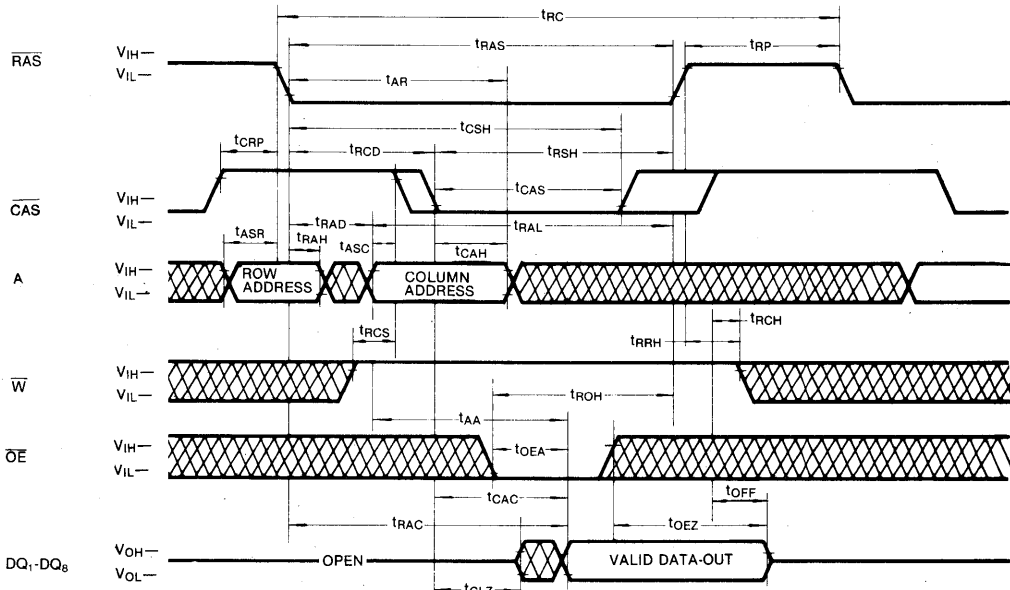 tRC
tRAS
tRP
RAS
VIH
VIL
tAR
tCSH
tCRP
tRCD
tRSH
CAS
VIH
VIL
tCAS
tRAD
tRAL
tASR
tRAH
tASC
tCAH
A
VIH
VIL
ROW
ADDRESS
COLUMN
ADDRESS
tRCS
tRCH
tRRH
W
VIH
VIL
tROH
tAA
OE
VIH
VIL
tOEA
tCAC
tOFF
tRAC
tOEZ
DQ1-DQ8
VOH
VOL
OPEN
VALID DATA-OUT
tCLZ